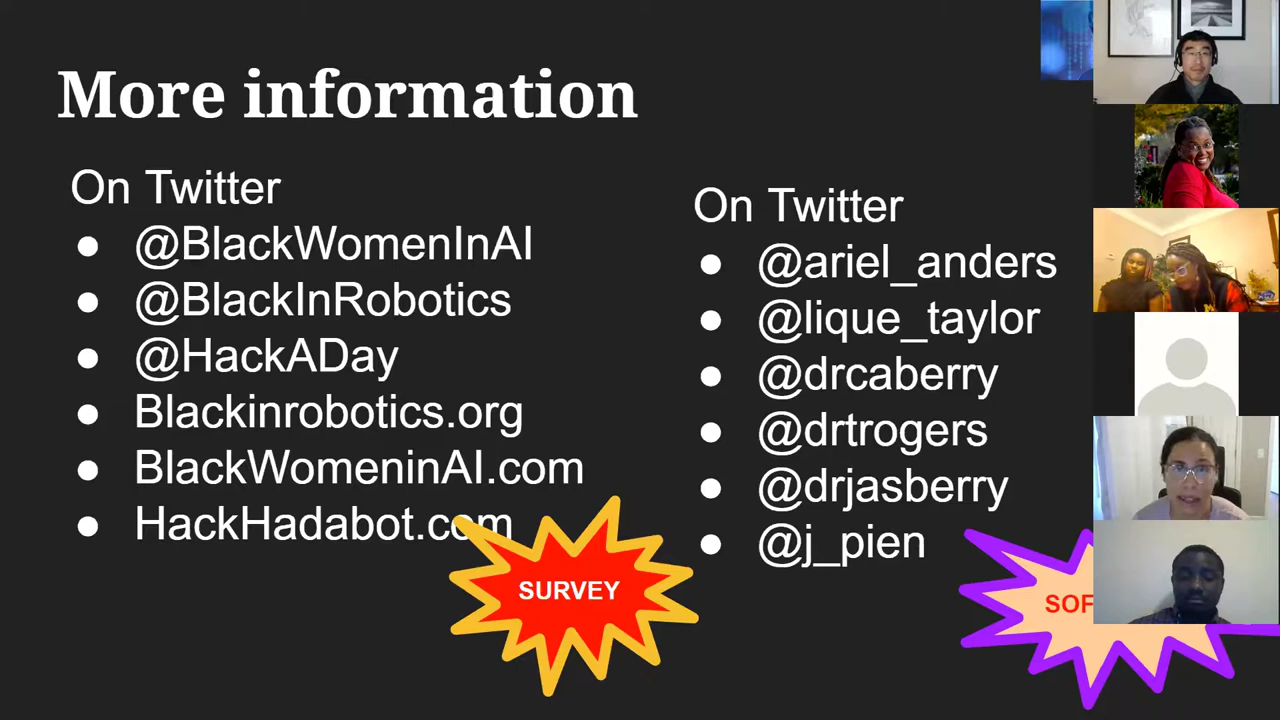 More information
On Twitter
● @BlackWomenInAI
● @BlackInRobotics
● @HackADay
● Blackinrobotics.org
● BlackWomeninAI.com
● HackHadabot.com
SURVEY
On Twitter
● @ariel_anders
● @lique_taylor
● @drcaberry
● @drtrogers
● @drjasberry
● @j_pien